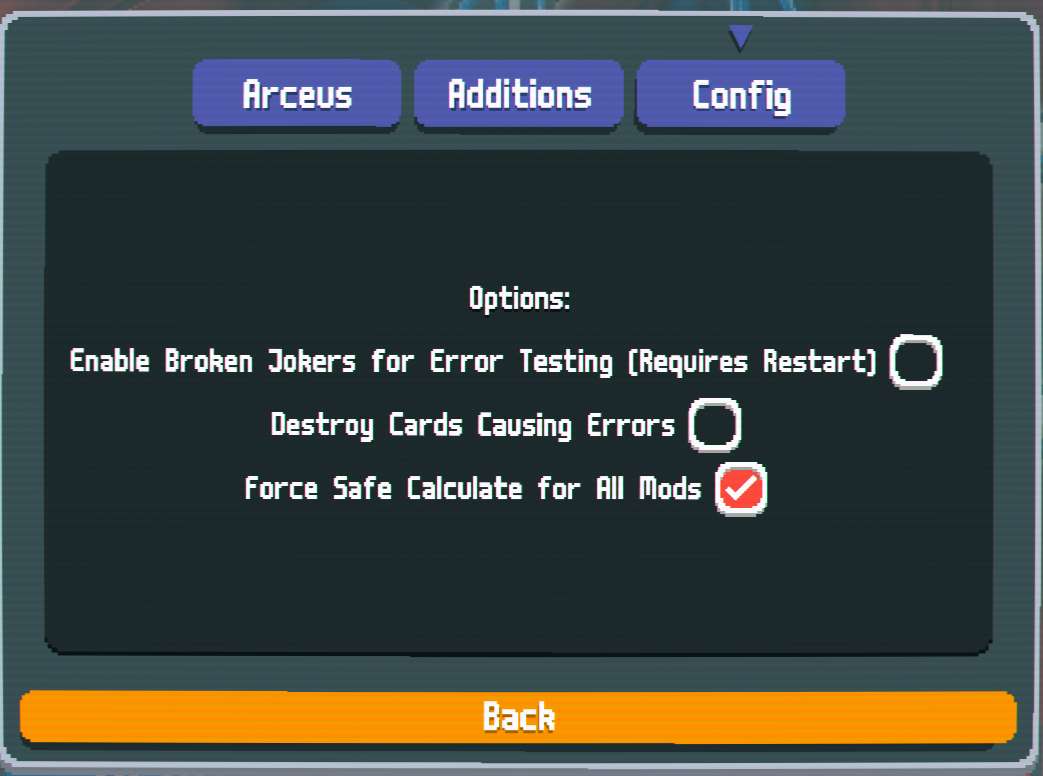 Arceus Additions Config
Options:
Enable Broken Jokers for Error Testing (Requires Restart)
Destroy Cards Causing Errors
Force Safe Calculate for All Mods
Back